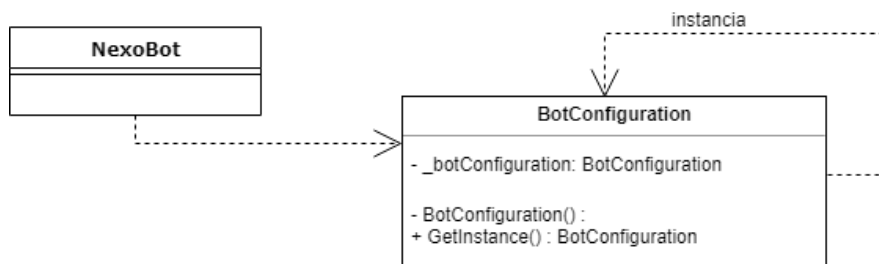 instancia
NexoBot
BotConfiguration
- _botConfiguration: BotConfiguration
- BotConfiguration() :
+ GetInstance() : BotConfiguration